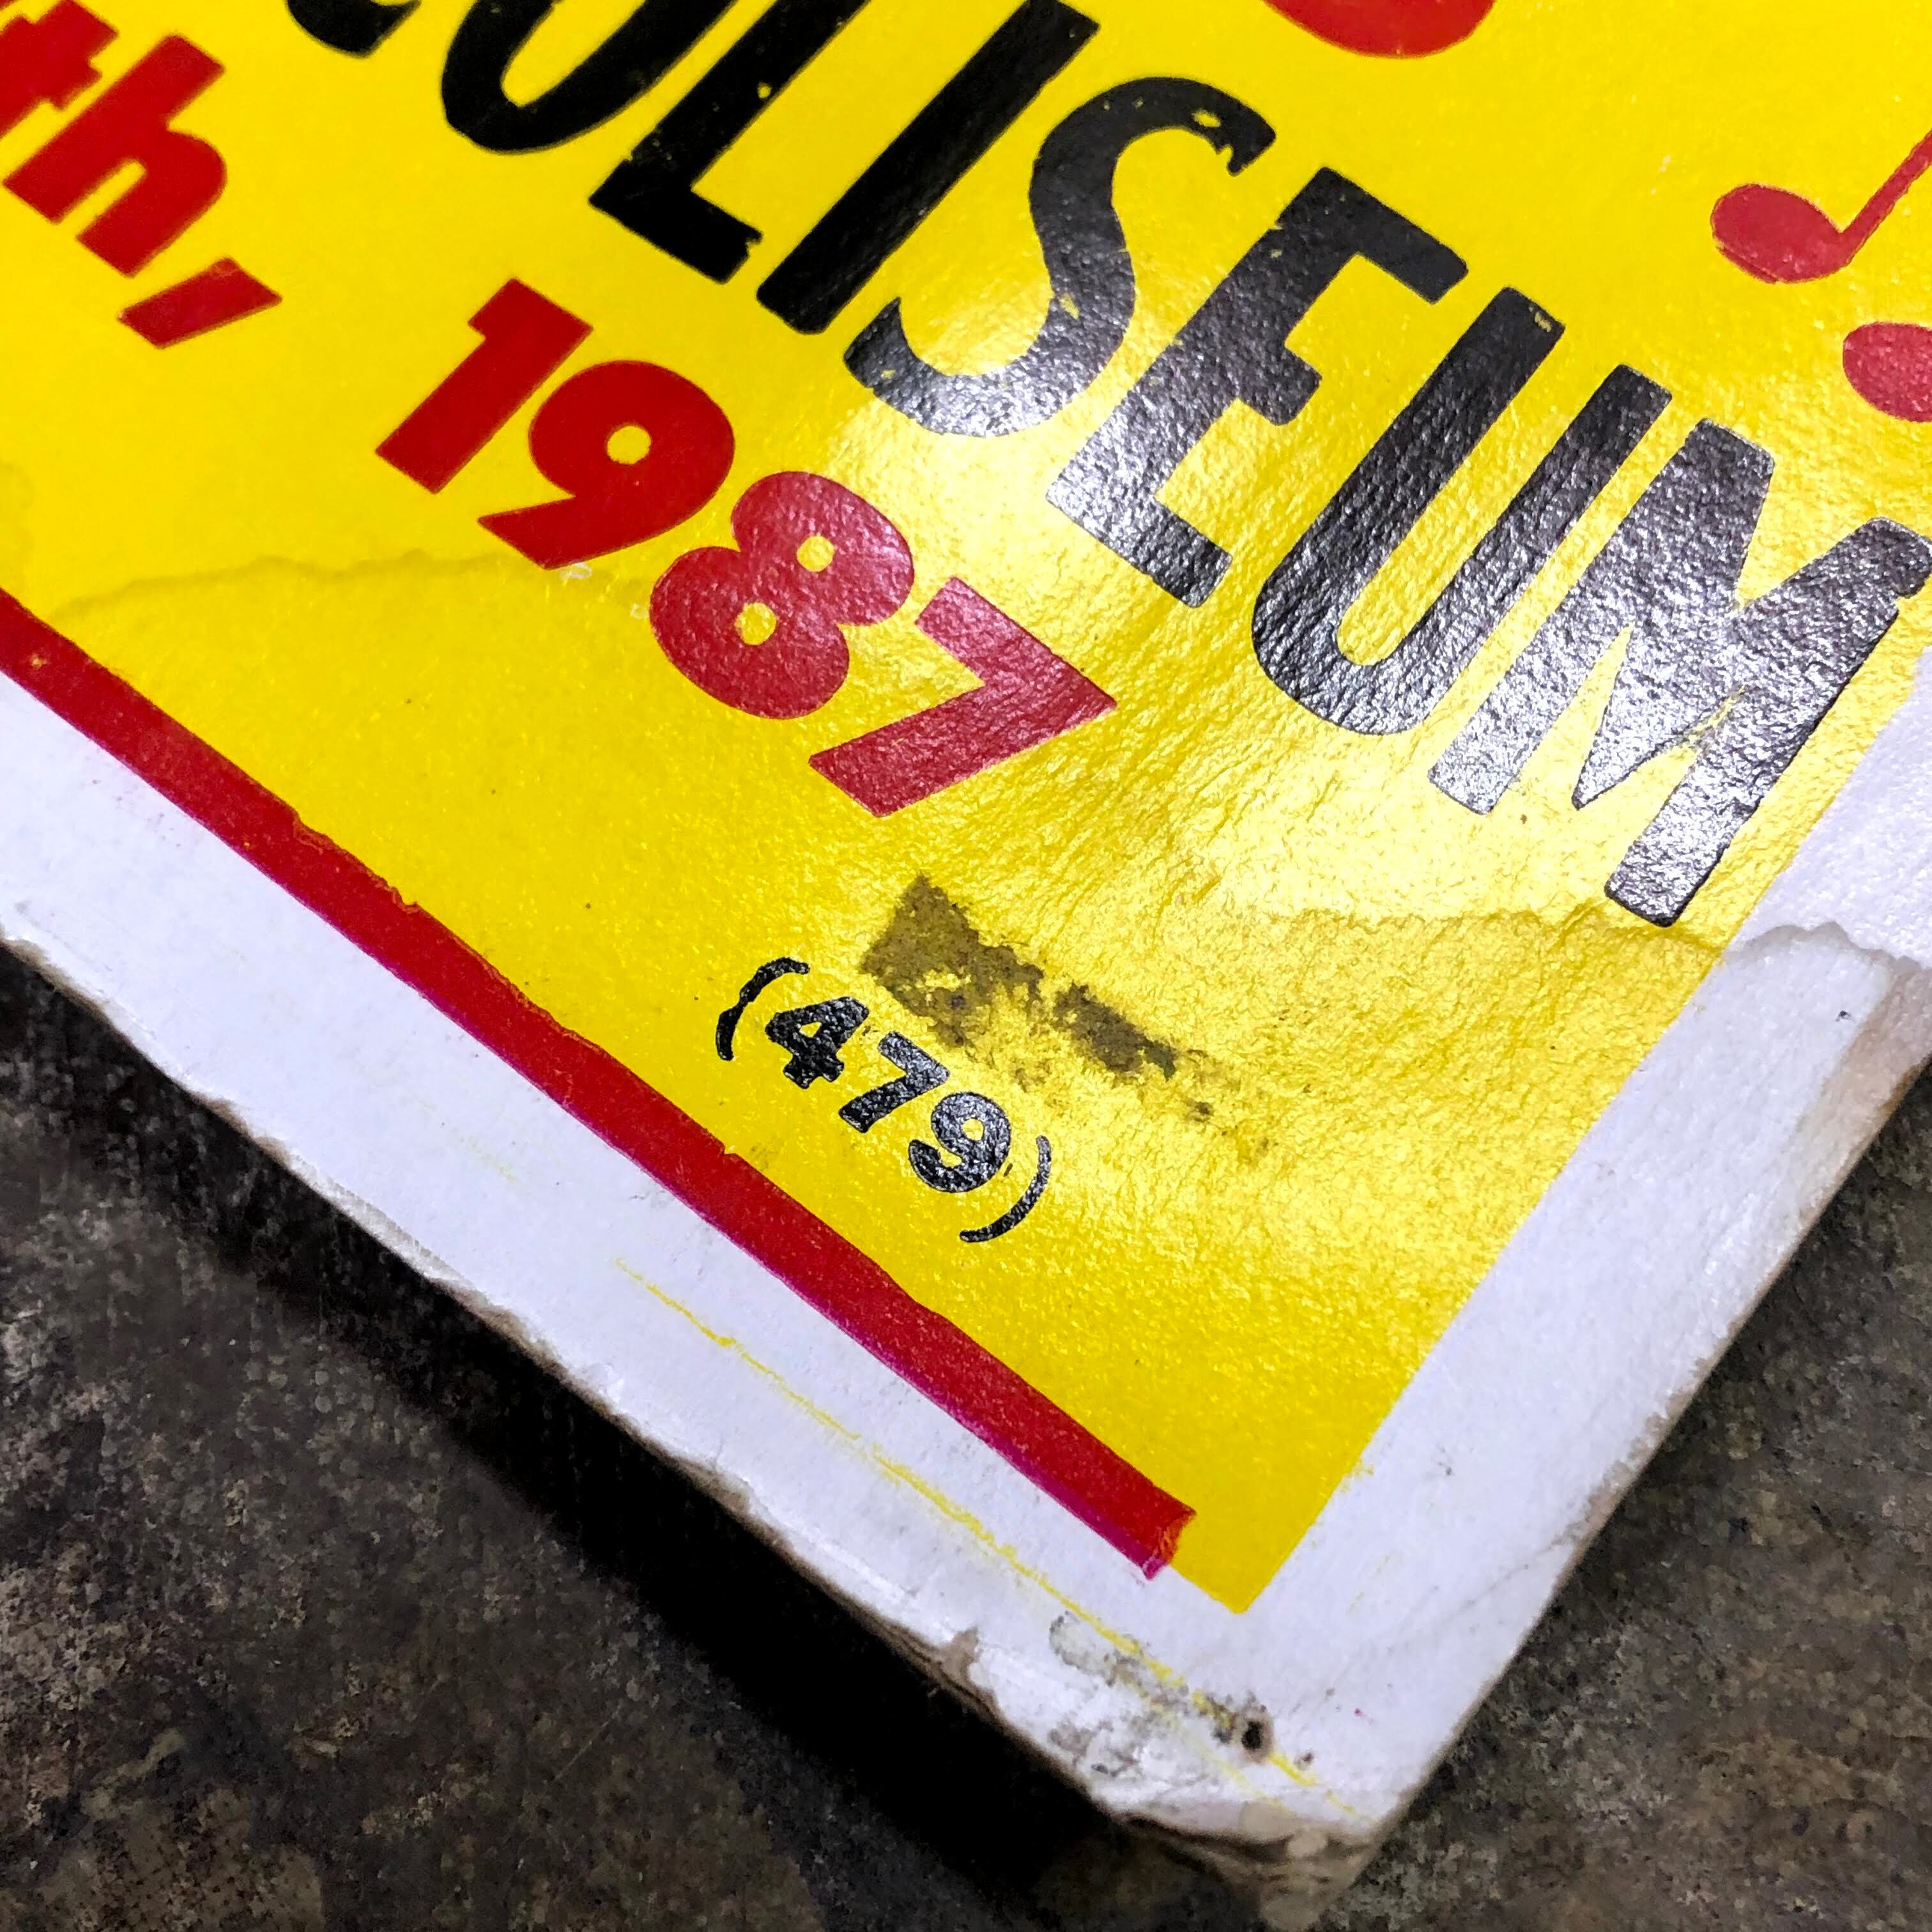 COLISEUM
th, 1987
(479)